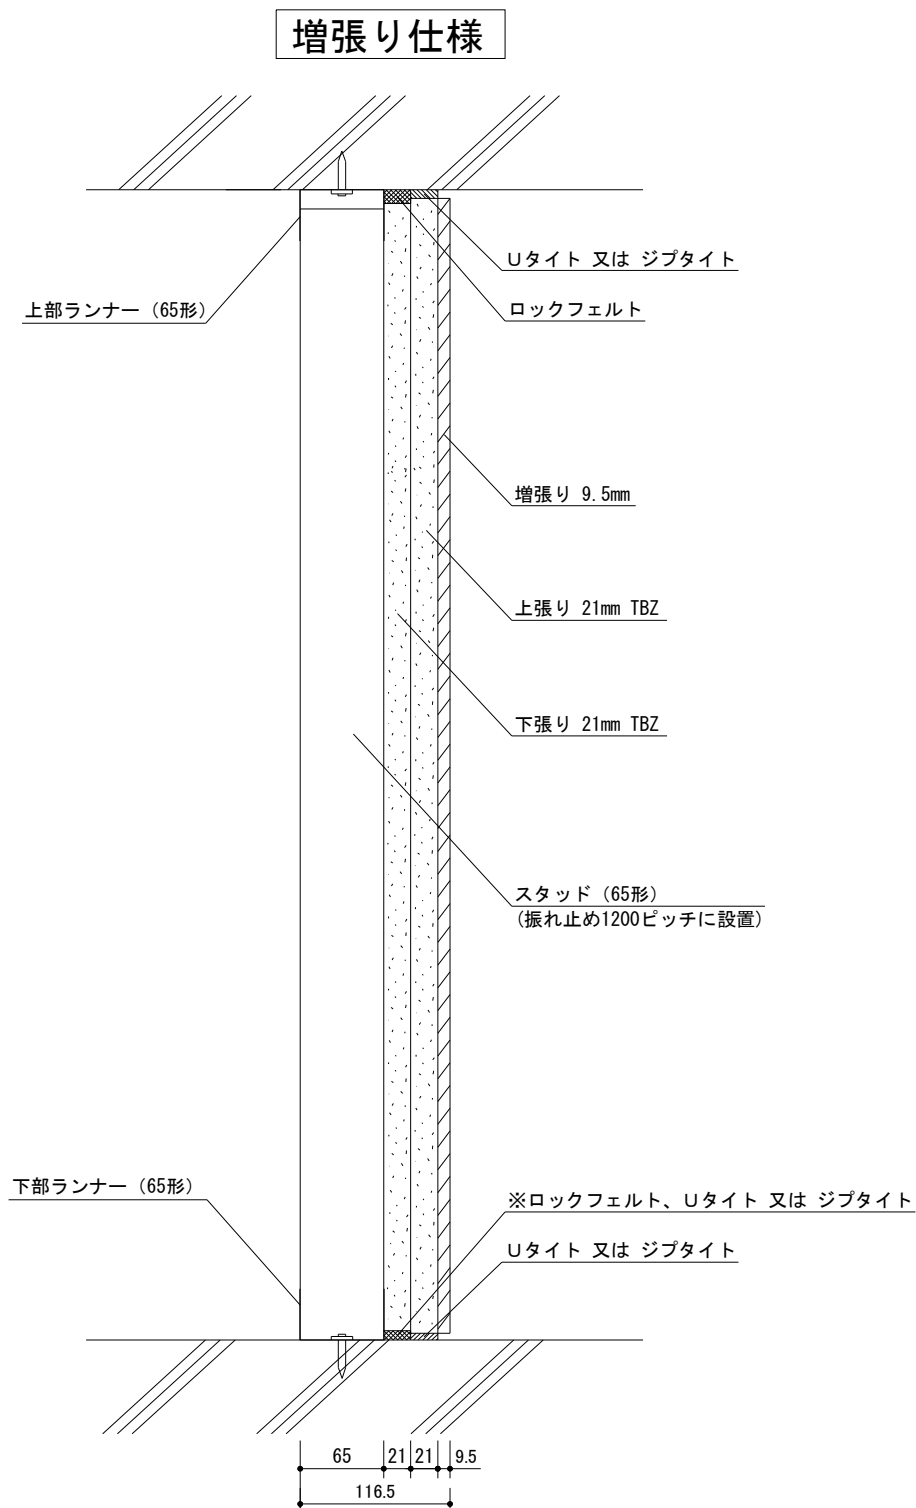 増張り仕様
Uタイト 又は ジプタイト
上部ランナー（65形）
ロックフェルト
増張り 9.5mm
上張り 21mm TBZ
下張り 21mm TBZ
スタッド（65形）
（振れ止め1200ピッチに設置）
下部ランナー（65形）
※ロックフェルト、Uタイト 又は ジプタイト
Uタイト 又は ジプタイト
65 21 21 9.5
116.5